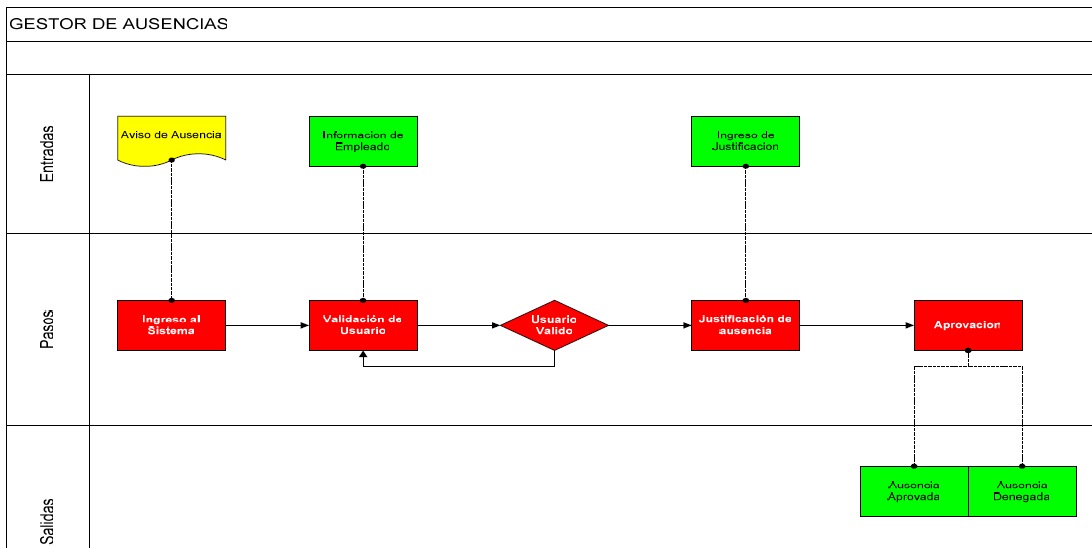 GESTOR DE AUSENCIAS
Entradas
Aviso de Ausencia
Informacion de
Empleado
Ingreso de
Justificacion
Pasos
Ingreso al
Sistema
Validación de
Usuario
Usuario
Valido
Justificación de
ausencia
Aprovacion
Salidas
Ausencia
Aprovada
Ausencia
Denegada